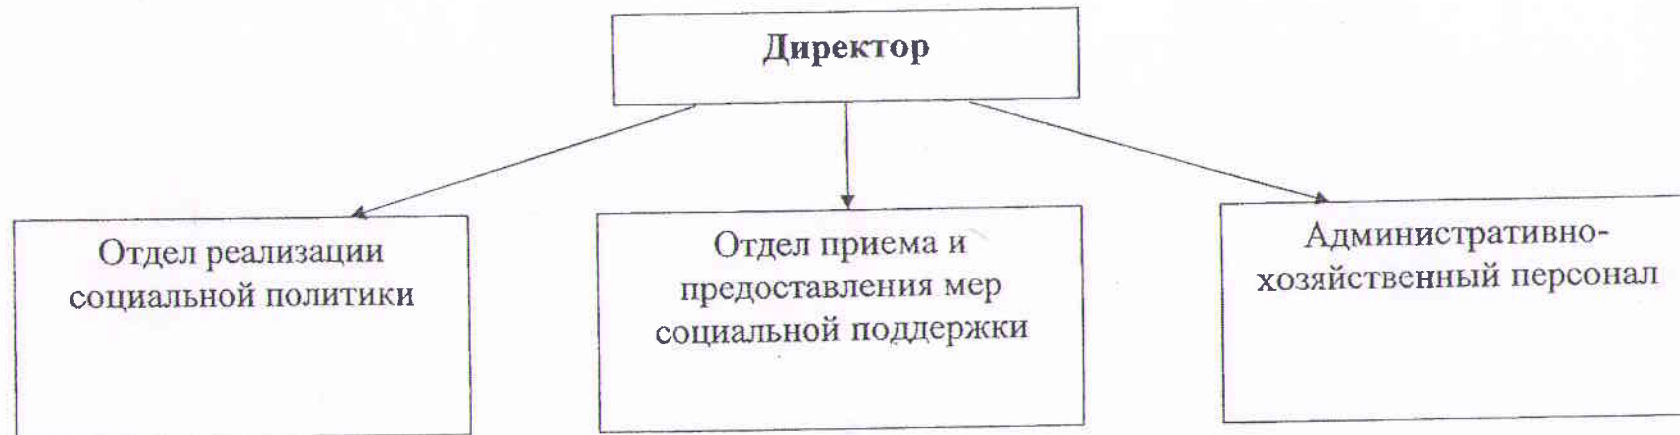 Директор
Отдел реализации
социальной политики
Отдел приема и
предоставления мер
социальной поддержки
Административно-
хозяйственный персонал